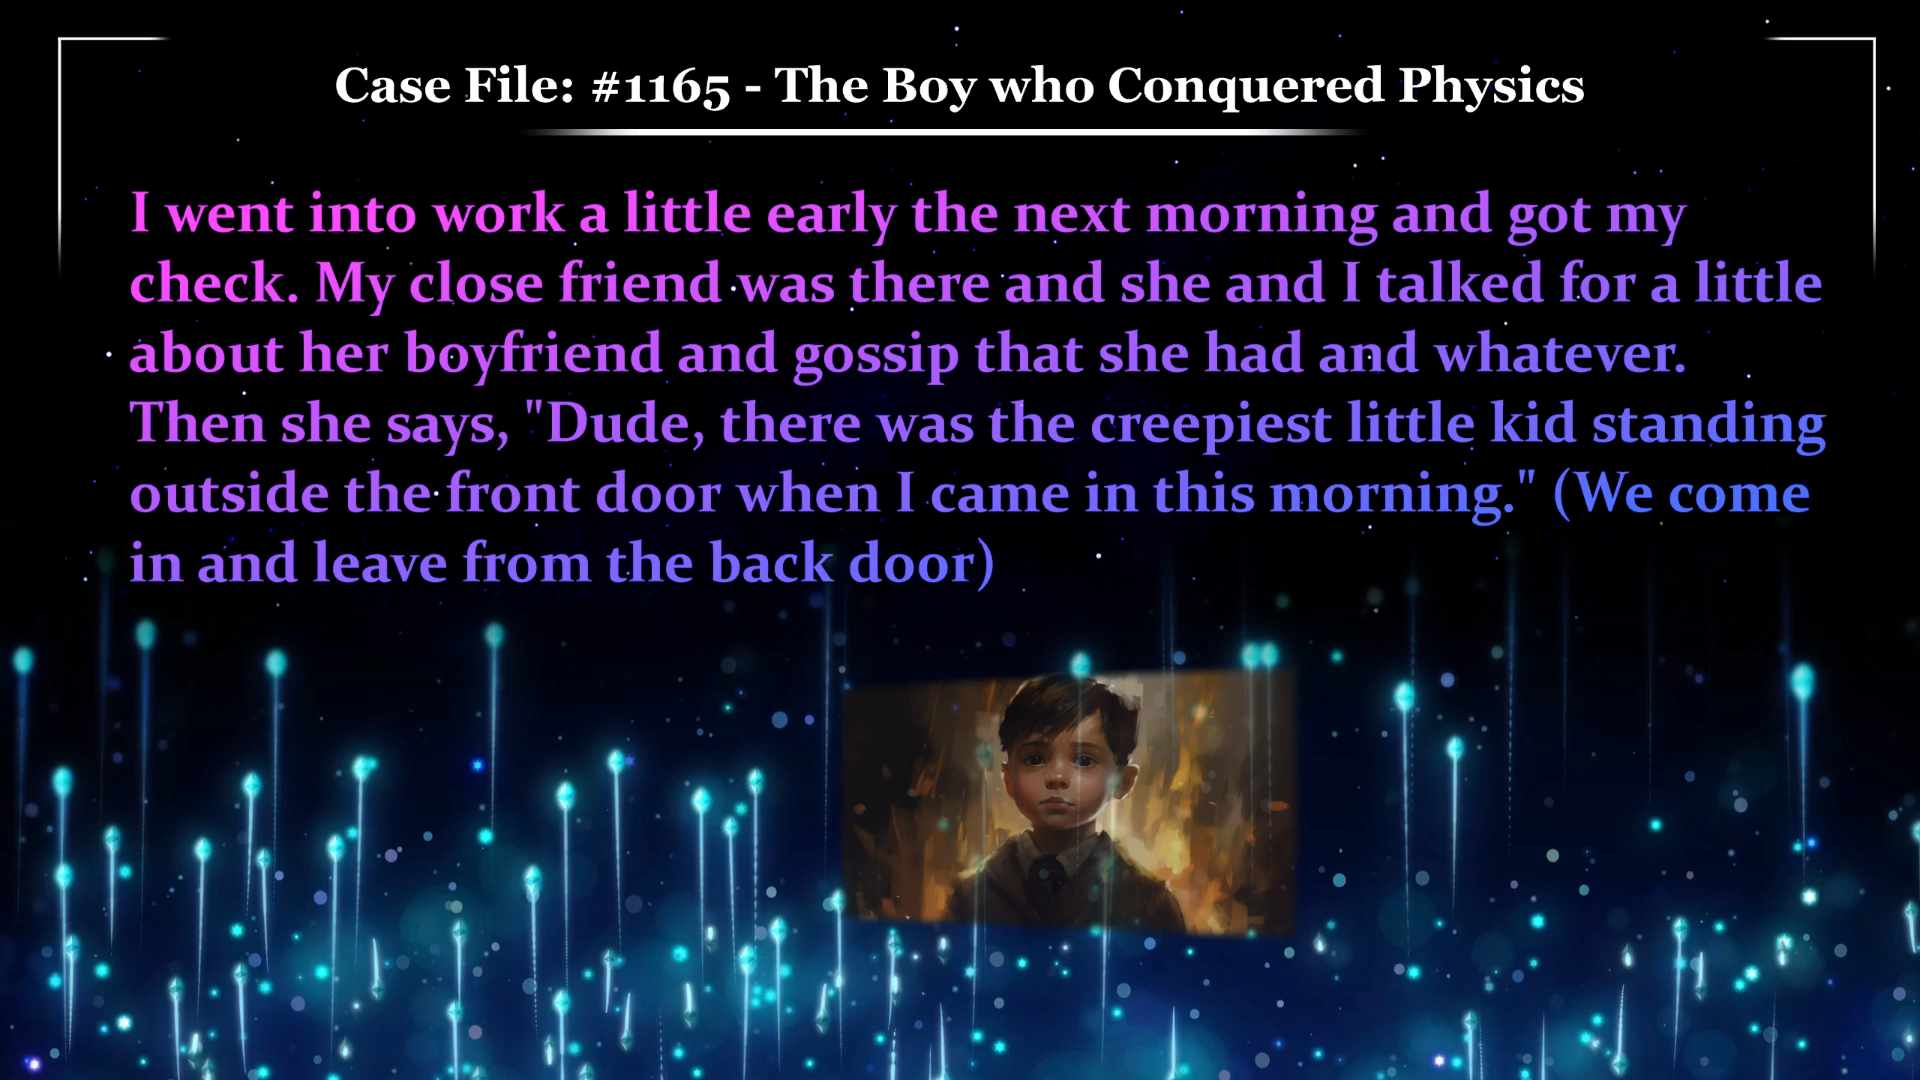 Case File: #1165 - The Boy who Conquered Physics
I went into work a little early the next morning and got my
check. My close friend was there and she and I talked for a little
about her boyfriend and gossip that she had and whatever.
Then she says, "Dude, there was the creepiest little kid standing
outside the front door when I came in this morning." (We come
in and leave from the back door)